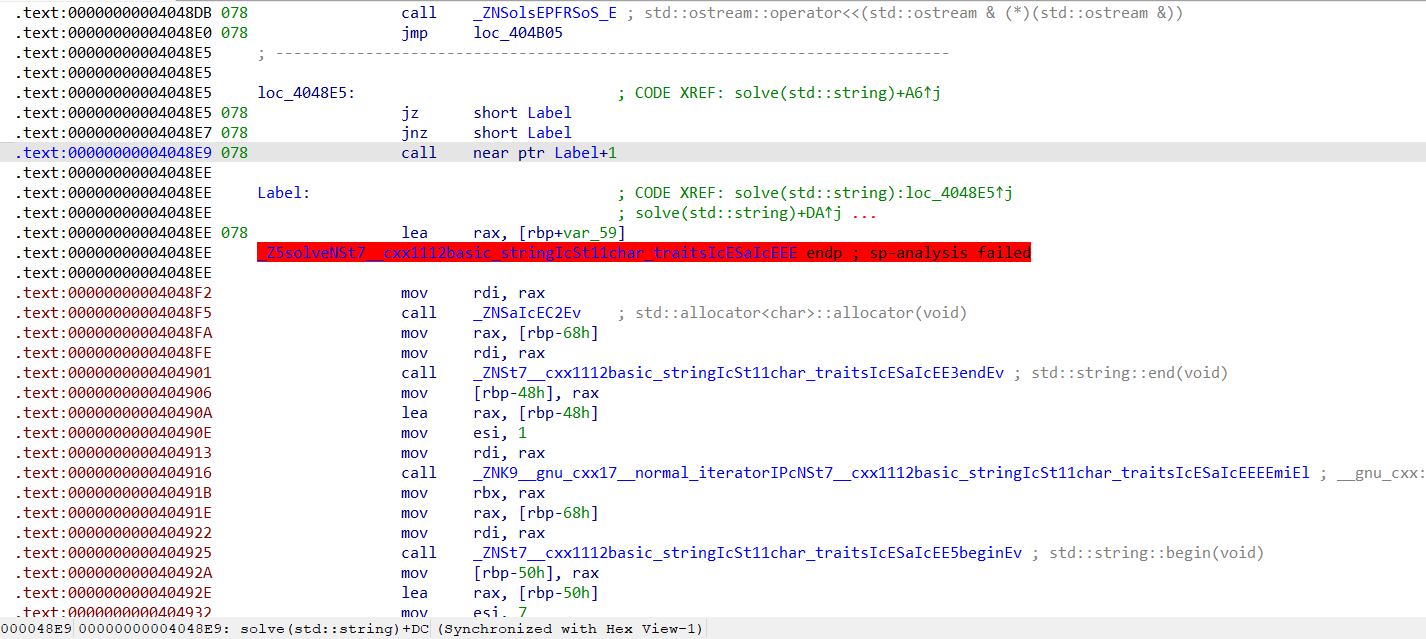 .text:00000000004048DB 078 call _ZNSolsEPFRSoS_E ; std::ostream::operator<<(std::ostream & (*)(std::ostream &))
.text:00000000004048E0 078 jmp loc_404B05
.text:00000000004048E5 ; ---------------------------------------------------------------------------
.text:00000000004048E5
.text:00000000004048E5 loc_4048E5: ; CODE XREF: solve(std::string)+A6↑j
.text:00000000004048E5 078 jz short Label
.text:00000000004048E7 078 jnz short Label
.text:00000000004048E9 078 call near ptr Label+1
.text:00000000004048EE
.text:00000000004048EE Label: ; CODE XREF: solve(std::string):loc_4048E5↑j
.text:00000000004048EE ; solve(std::string)+DA↑j ...
.text:00000000004048EE 078 lea rax, [rbp+var_59]
.text:00000000004048EE _Z5solveNSt7__cxx1112basic_stringIcSt11char_traitsIcESaIcEEE endp ; sp-analysis failed
.text:00000000004048EE
.text:00000000004048F2 mov rdi, rax
.text:00000000004048F5 call _ZNSaIcEC2Ev ; std::allocator<char>::allocator(void)
.text:00000000004048FA mov rax, [rbp-68h]
.text:00000000004048FE mov rdi, rax
.text:0000000000404901 call _ZNSt7__cxx1112basic_stringIcSt11char_traitsIcESaIcEE3endEv ; std::string::end(void)
.text:0000000000404906 mov [rbp-48h], rax
.text:000000000040490A lea rax, [rbp-48h]
.text:000000000040490E mov esi, 1
.text:0000000000404913 mov rdi, rax
.text:0000000000404916 call _ZNK9__gnu_cxx17__normal_iteratorIPcNSt7__cxx1112basic_stringIcSt11char_traitsIcESaIcEEEEmiEl ; __gnu_cxx:
.text:000000000040491B mov rbx, rax
.text:000000000040491E mov rax, [rbp-68h]
.text:0000000000404922 mov rdi, rax
.text:0000000000404925 call _ZNSt7__cxx1112basic_stringIcSt11char_traitsIcESaIcEE5beginEv ; std::string::begin(void)
.text:000000000040492A mov [rbp-50h], rax
.text:000000000040492E lea rax, [rbp-50h]
.text:0000000000404932 mov esi, 7
000048E9 00000000004048E9: solve(std::string)+DC (Synchronized with Hex View-1)